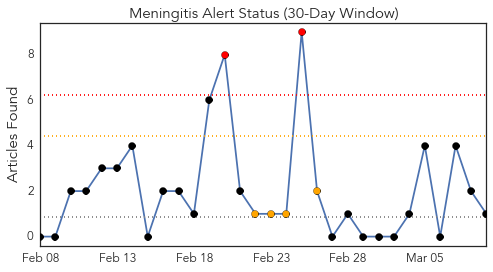 Meningitis Alert Status (30-Day Window)
Articles Found
8
6
4
2
0
Feb 08 Feb 13 Feb 18 Feb 23 Feb 28 Mar 05